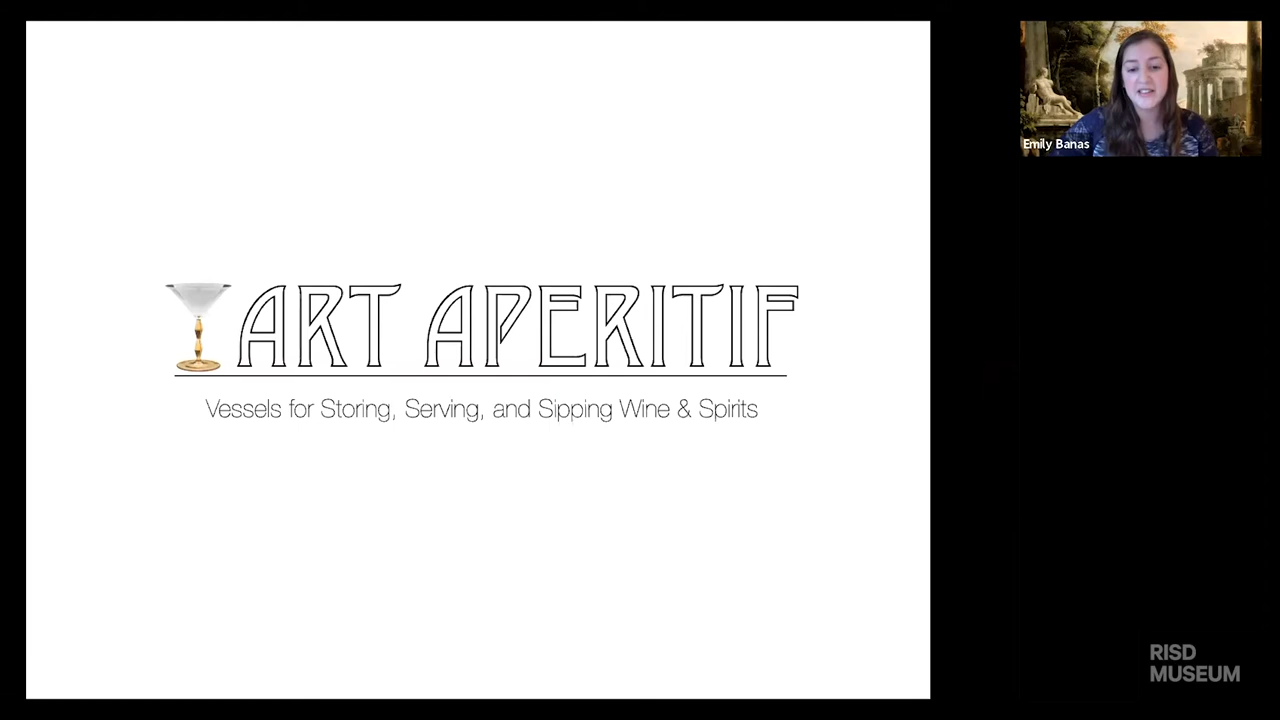 ART APERITIF
Vessels for Storing, Serving, and Sipping Wine & Spirits
Emily Banas
RISD
MUSEUM